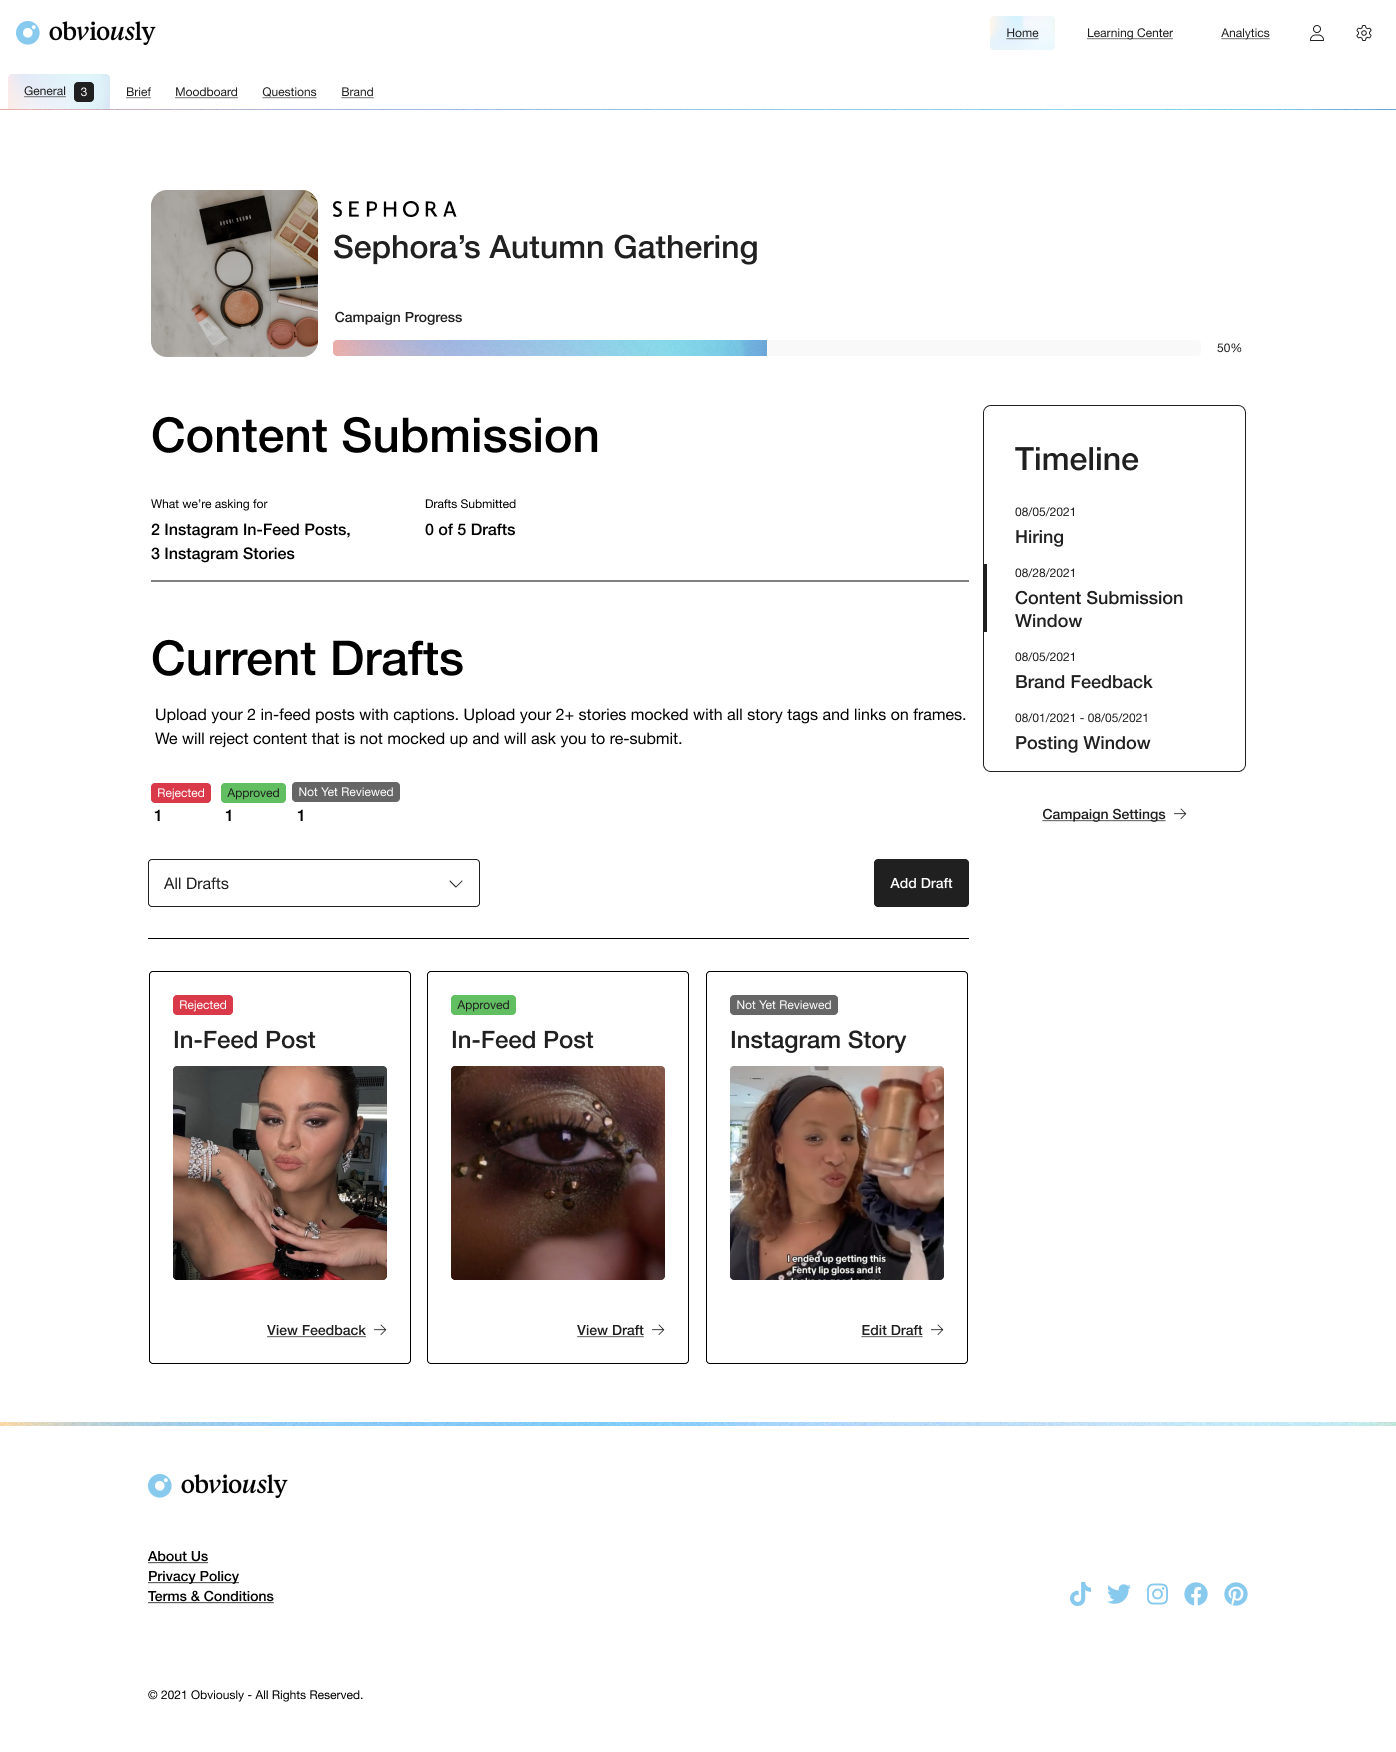 obviously
Home
Learning Center
Analytics
General 3
Brief
Moodboard
Questions
Brand
SEPHORA
Sephora’s Autumn Gathering
Campaign Progress
50%
Content Submission
What we’re asking for
2 Instagram In-Feed Posts,
3 Instagram Stories
Drafts Submitted
0 of 5 Drafts
Timeline
08/05/2021
Hiring
08/28/2021
Content Submission
Window
08/05/2021
Brand Feedback
08/01/2021 - 08/05/2021
Posting Window
Campaign Settings
Current Drafts
Upload your 2 in-feed posts with captions. Upload your 2+ stories mocked with all story tags and links on frames.
We will reject content that is not mocked up and will ask you to re-submit.
Rejected
1
Approved
1
Not Yet Reviewed
1
All Drafts
Add Draft
Rejected
In-Feed Post
View Feedback
Approved
In-Feed Post
View Draft
Not Yet Reviewed
Instagram Story
I ended up getting this
Fenty lip gloss and it
Edit Draft
obviously
About Us
Privacy Policy
Terms & Conditions
© 2021 Obviously - All Rights Reserved.